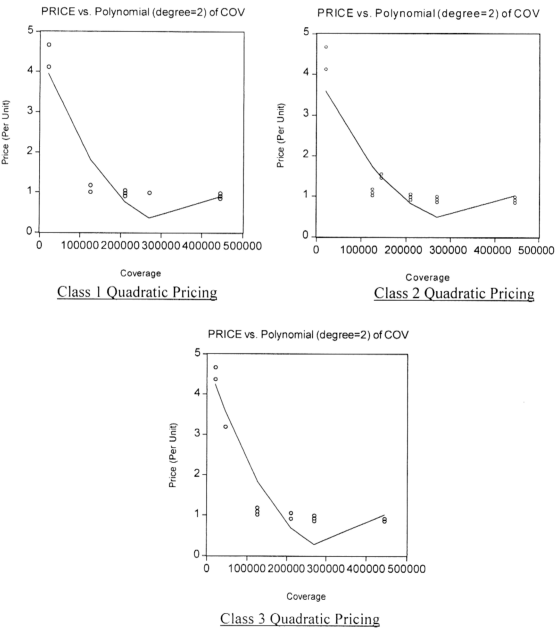 PRICE vs. Polynomial (degree=2) of COV
5
4
3
2
1
0
Price (Per Unit)
0 100000 200000 300000 400000 500000
Coverage
Class 1 Quadratic Pricing
PRICE vs. Polynomial (degree=2) of COV
5
4
3
2
1
0
Price (Per Unit)
0 100000 200000 300000 400000 500000
Coverage
Class 2 Quadratic Pricing
PRICE vs. Polynomial (degree=2) of COV
5
4
3
2
1
0
Price (Per Unit)
0 100000 200000 300000 400000 500000
Coverage
Class 3 Quadratic Pricing